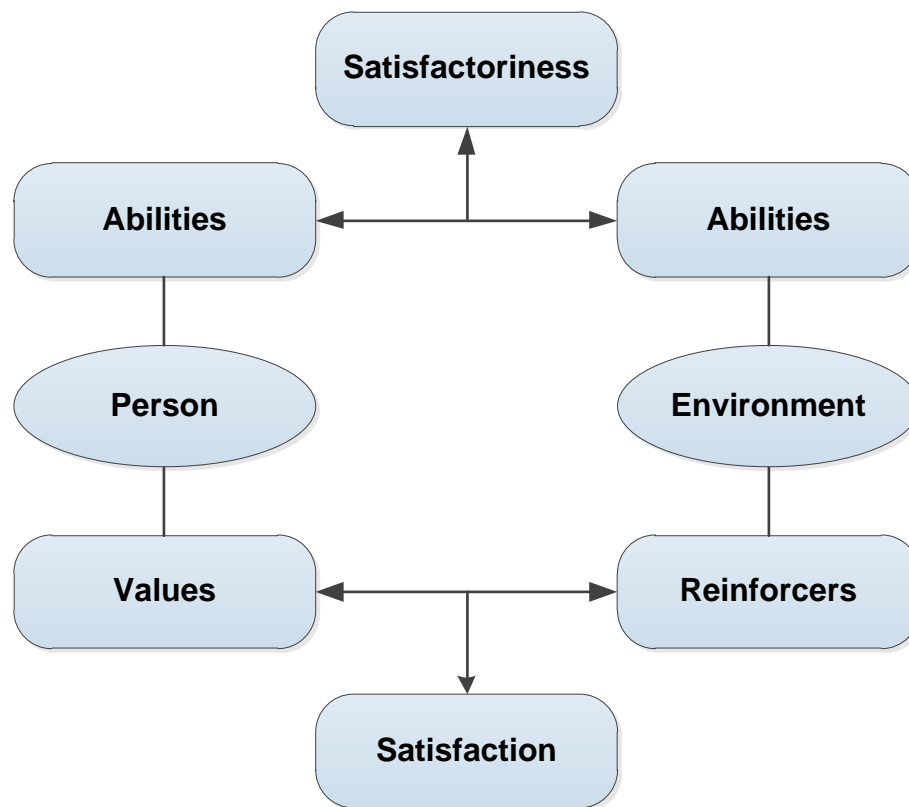 Satisfactoriness
Abilities
Abilities
Person
Environment
Values
Reinforcers
Satisfaction